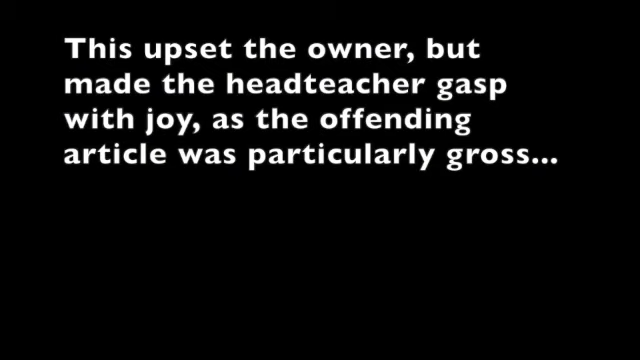 This upset the owner, but
made the headteacher gasp
with joy, as the offending
article was particularly gross...